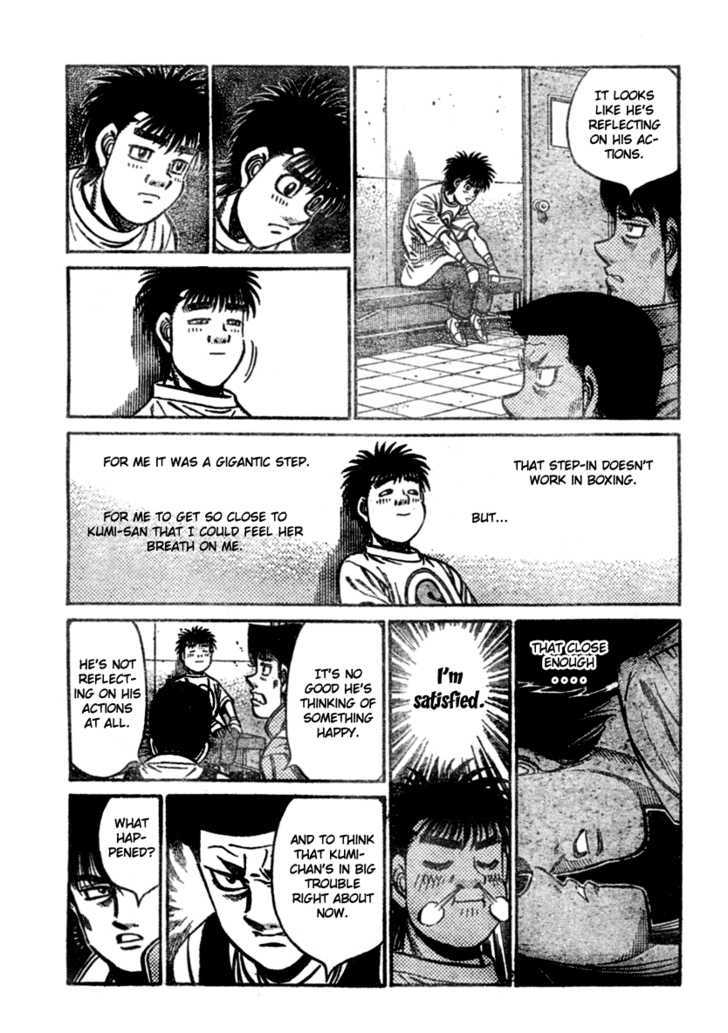 IT LOOKS
LIKE HE'S
REFLECTING
ON HIS AC-
TIONS.
THAT STEP-IN DOESN'T
WORK IN BOXING.
BUT...
FOR ME IT WAS A GIGANTIC STEP.
FOR ME TO GET SO CLOSE TO
KUMI-SAN THAT I COULD FEEL HER
BREATH ON ME.
THAT CLOSE
ENOUGH
....
I'm
satisfied.
IT'S NO
GOOD HE'S
THINKING OF
SOMETHING
HAPPY.
HE'S NOT
REFLECT-
ING ON HIS
ACTIONS
AT ALL.
AND TO THINK
THAT KUMI-
CHAN'S IN BIG
TROUBLE
RIGHT ABOUT
NOW.
WHAT
HAP-
PENED?